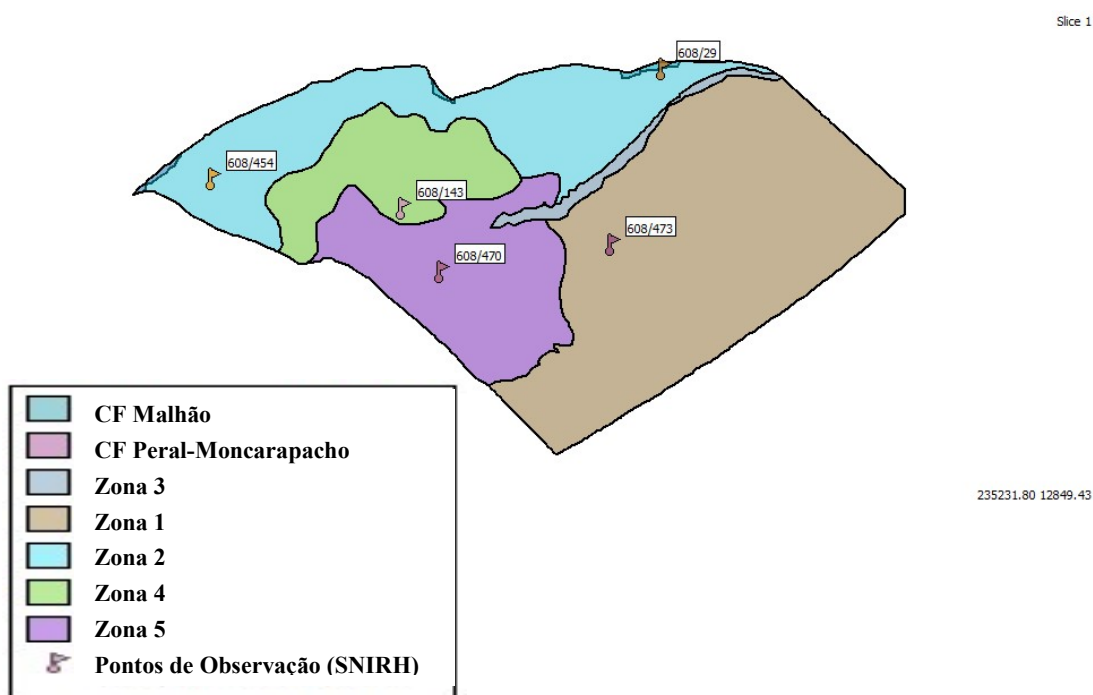 Slice 1
608/29
608/454
608/143
608/473
608/470
CF Malhão
CF Peral-Moncarapacho
Zona 3
235231.80 12849.43
Zona 1
Zona 2
Zona 4
Zona 5
Pontos de Observação (SNIRH)